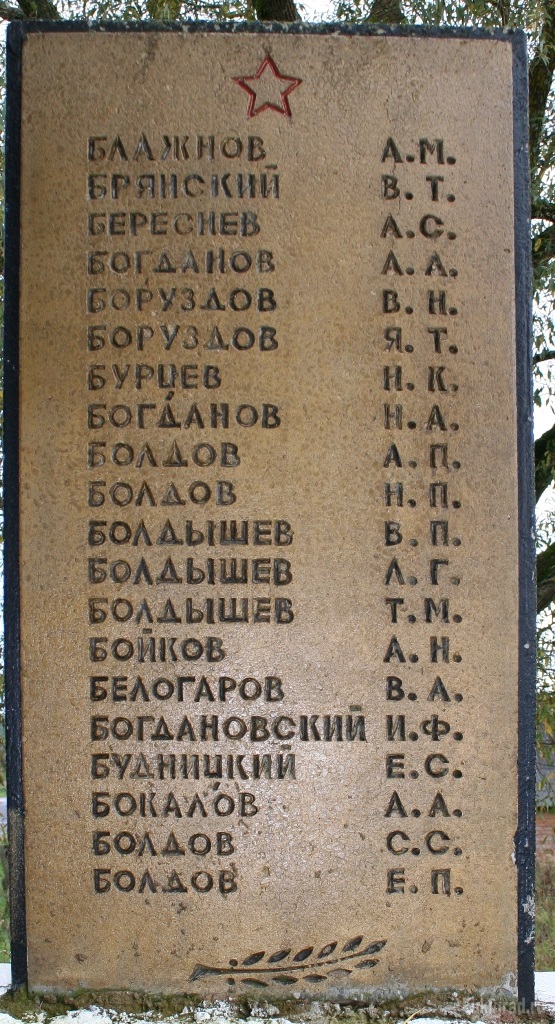 БЛАЖНОВ А.М.
БРЯНСКИЙ В.Т.
БЕРЕСНЕВ А.С.
БОГДАНОВ А.А.
БОРУЗДОВ В.Н.
БОРУЗДОВ Я.Т.
БУРЦЕВ Н.К.
БОГДАНОВ Н.А.
БОЛДОВ А.П.
БОЛДОВ Н.П.
БОЛДЫШЕВ В.П.
БОЛДЫШЕВ Л.Г.
БОЛДЫШЕВ Т.М.
БОЙКОВ А.Н.
БЕЛОГАРОВ В.А.
БОГДАНОВСКИЙ И.Ф.
БУДНИЦКИЙ Е.С.
БОКАЛОВ А.А.
БОЛДОВ С.С.
БОЛДОВ Е.П.